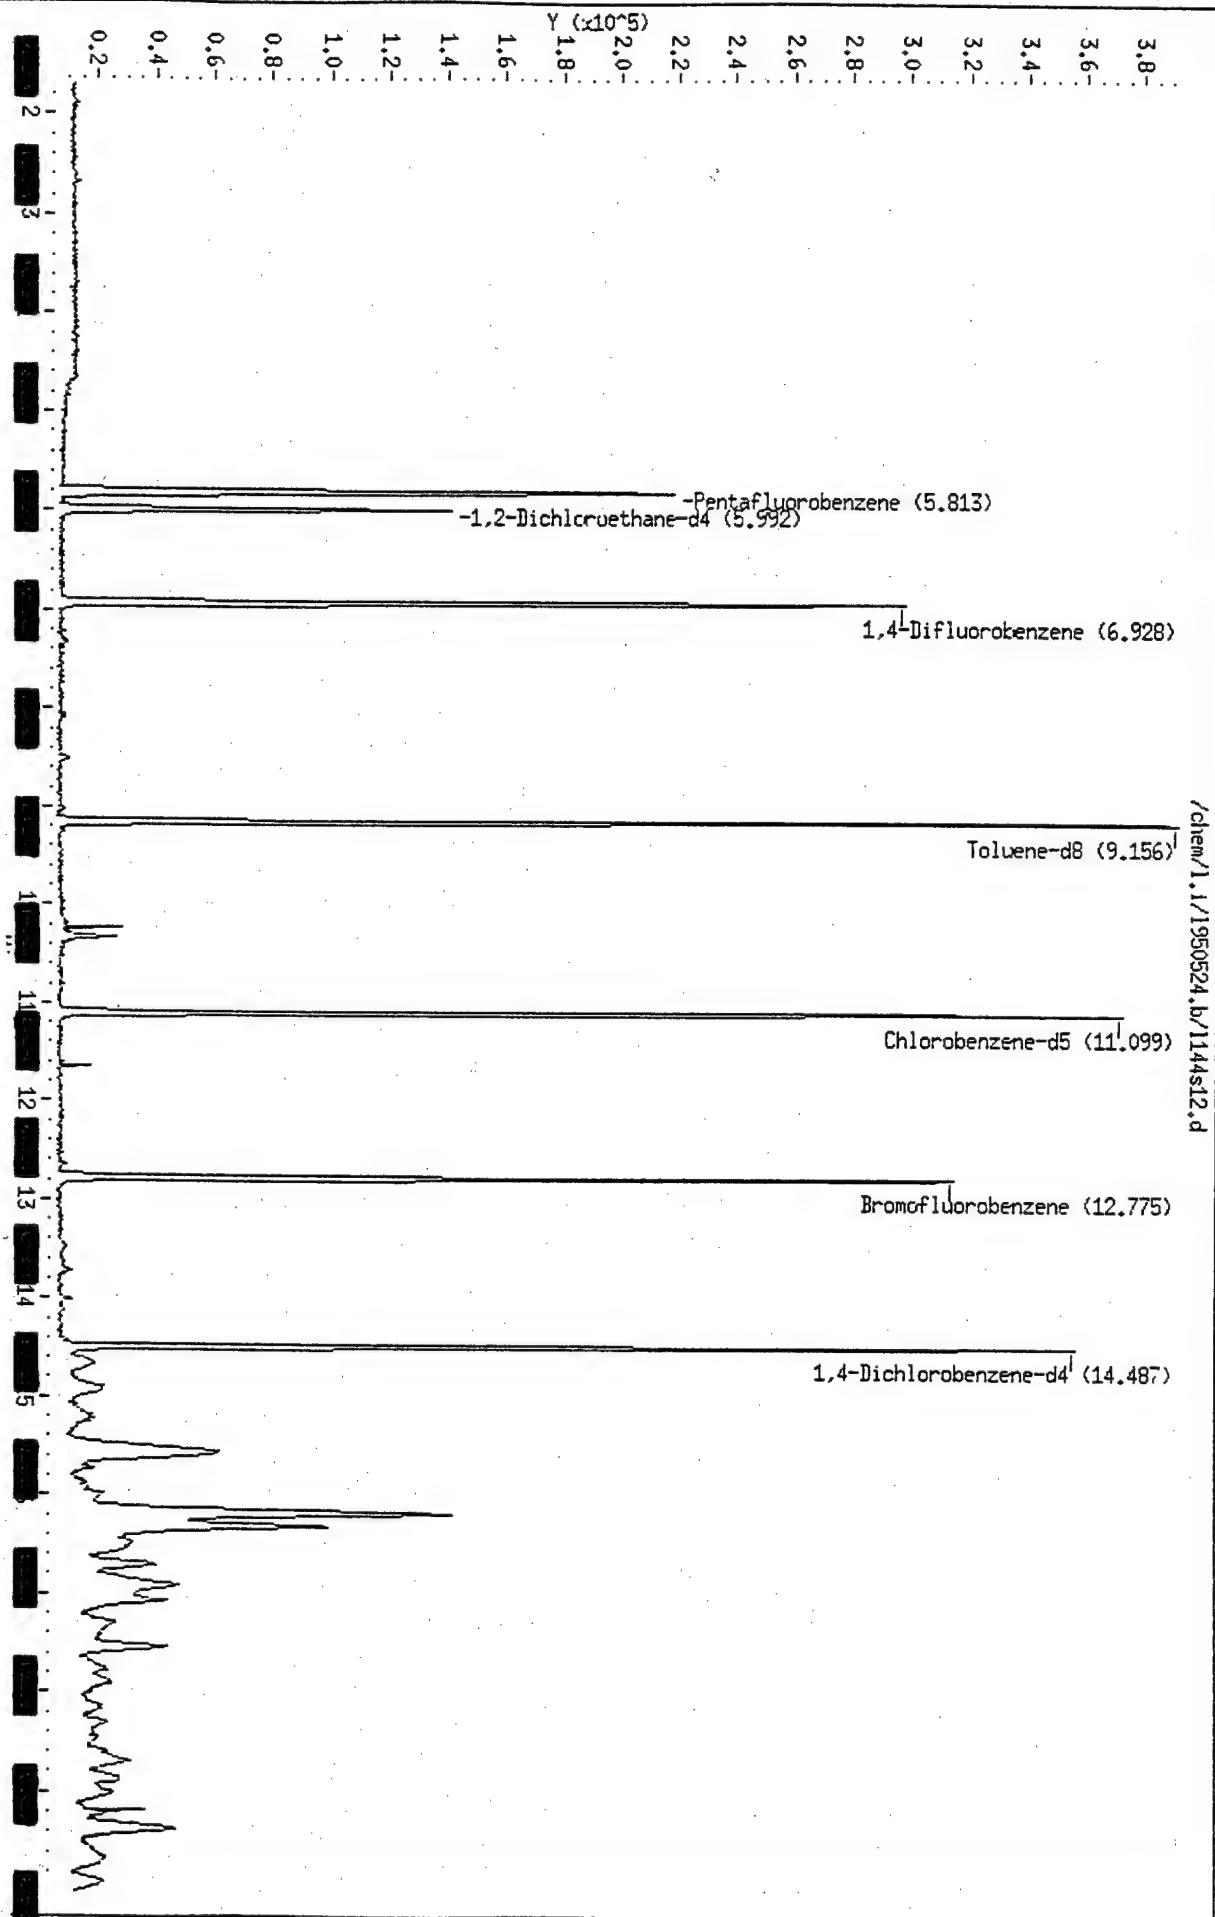 /chem/l.i/l950524.b/l144s12.d
Y (x10^5)
3.8
3.6
3.4
3.2
3.0
2.8
2.6
2.4
2.2
2.0
1.8
1.6
1.4
1.2
1.0
0.8
0.6
0.4
0.2
-Pentafluorobenzene (5.813)
-1,2-Dichloroethane-d4 (5.992)
1,4-Difluorobenzene (6.928)
Toluene-d8 (9.156)
Chlorobenzene-d5 (11.099)
Bromofluorobenzene (12.775)
1,4-Dichlorobenzene-d4 (14.487)
2
3
11
12
13
14